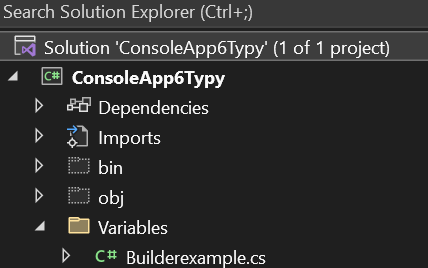 Search Solution Explorer (Ctrl+;)
Solution 'ConsoleApp6Typy' (1 of 1 project)
C# ConsoleApp6Typy
Dependencies
Imports
bin
obj
Variables
C# Builderexample.cs